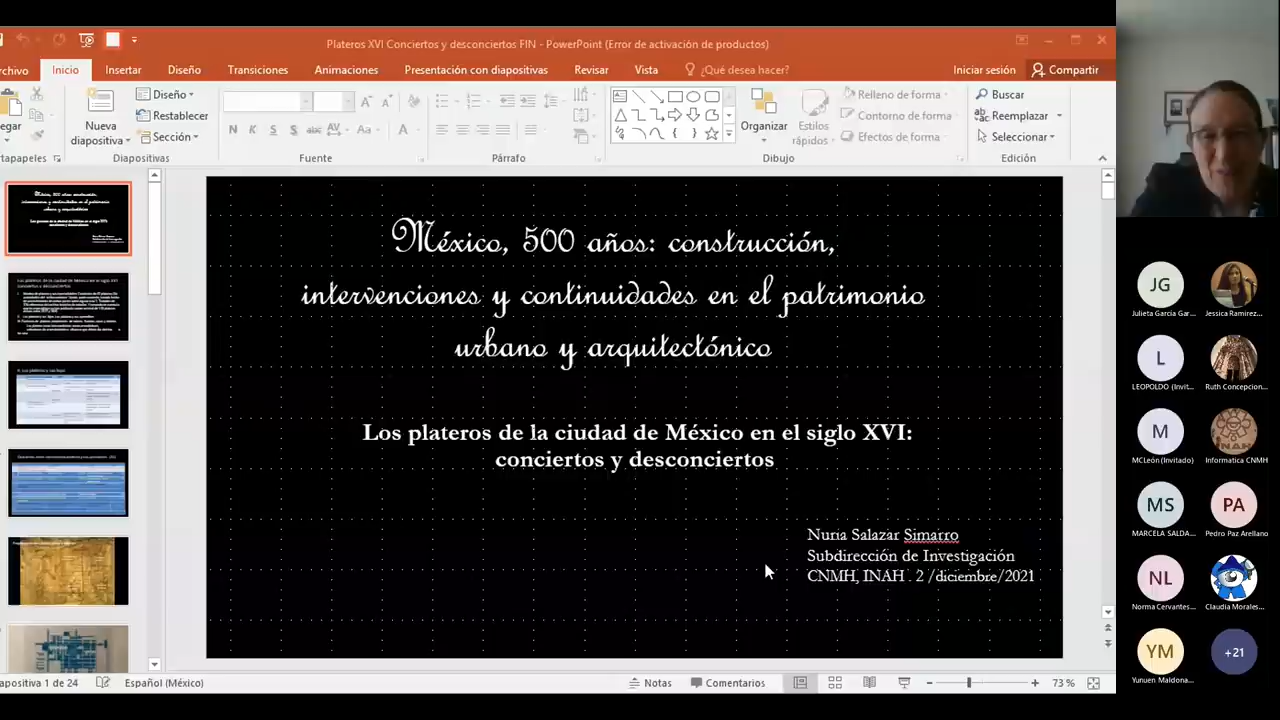 Plateros XVI Conciertos y desconciertos FIN - PowerPoint (Error de activación de productos)
rchivo Inicio Insertar Diseño Transiciones Animaciones Presentación con diapositivas Revisar Vista ¿Qué desea hacer? Iniciar sesión Compartir
egar
Nueva
diapositiva
Diseño
Restablecer
Sección
N K S S abc AV Aa A
Organizar
Estilos
rápidos
Relleno de forma
Contorno de forma
Efectos de forma
Buscar
Reemplazar
Seleccionar
rtapapeles Diapositivas Fuente Párrafo Dibujo Edición
México, 500 años: construcción,
intervenciones y continuidades en el patrimonio
urbano y arquitectónico
Los plateros de la ciudad de México en el siglo XVI:
conciertos y desconciertos
Nuria Salazar Simarro
Subdirección de Investigación
CNMH, INAH . 2 /diciembre/2021
apositiva 1 de 24 Español (México) Notas Comentarios 73 %
JG
Julieta García Gar... Jessica Ramirez...
L
LEOPOLDO (Invit... Ruth Concepcion...
M
MCLeón (Invitado) Informatica CNMH
MS PA
MARCELA SALDA... Pedro Paz Arellano
NL
Norma Cervantes... Claudia Morales...
YM +21
Yunuen Maldona...